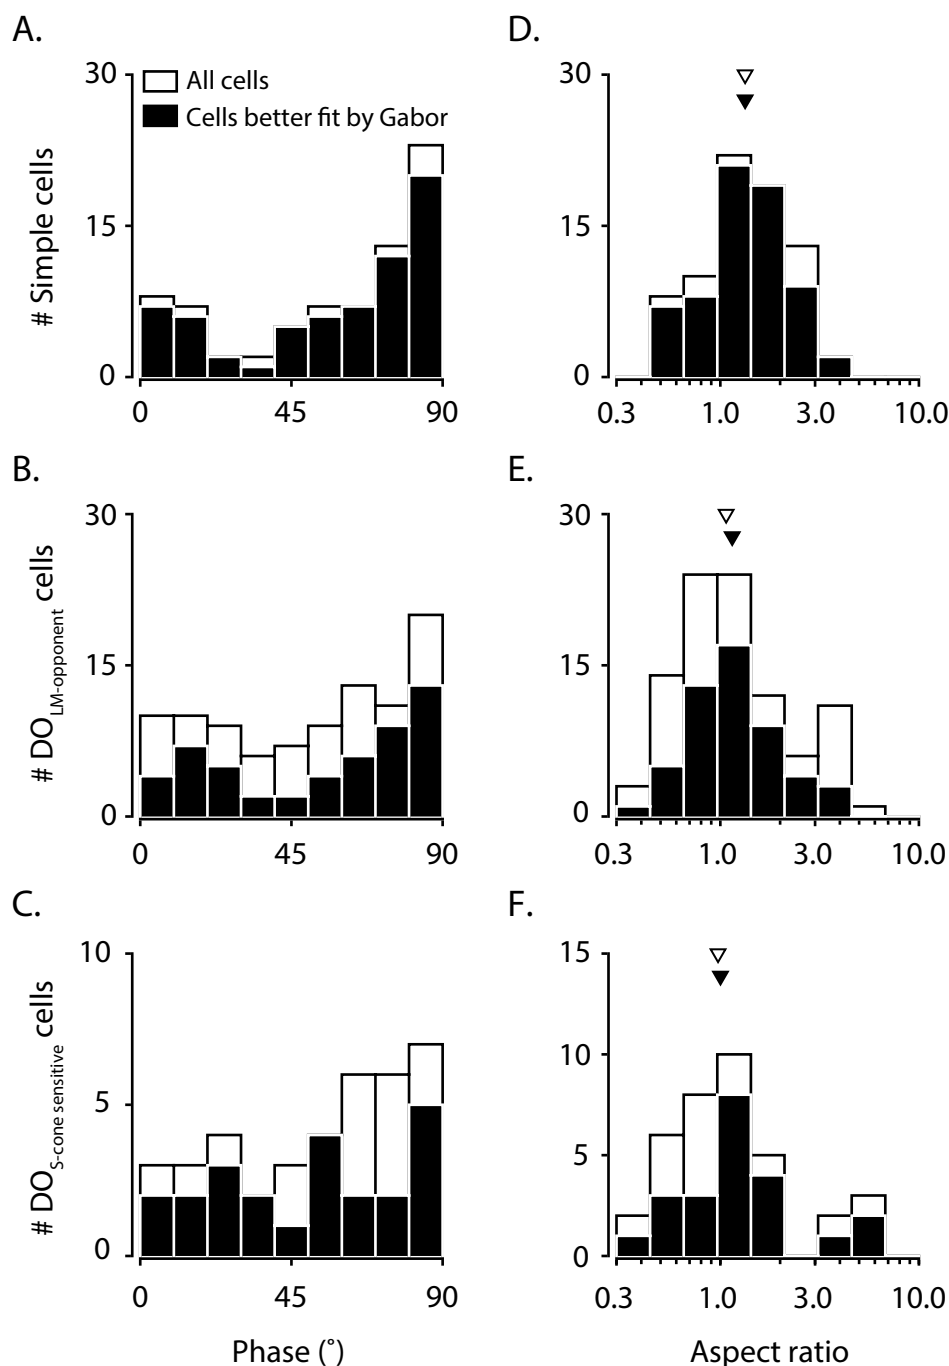 A.
30
15
0
# Simple cells
All cells
Cells better fit by Gabor
0 45 90
D.
0.3 1.0 3.0 10.0
B.
30
15
0
# DO LM-opponent cells
0 45 90
E.
30
15
0
0.3 1.0 3.0 10.0
C.
10
5
0
# DO S-cone sensitive cells
0 45 90
Phase (°)
F.
15
10
5
0
0.3 1.0 3.0 10.0
Aspect ratio
30
15
0